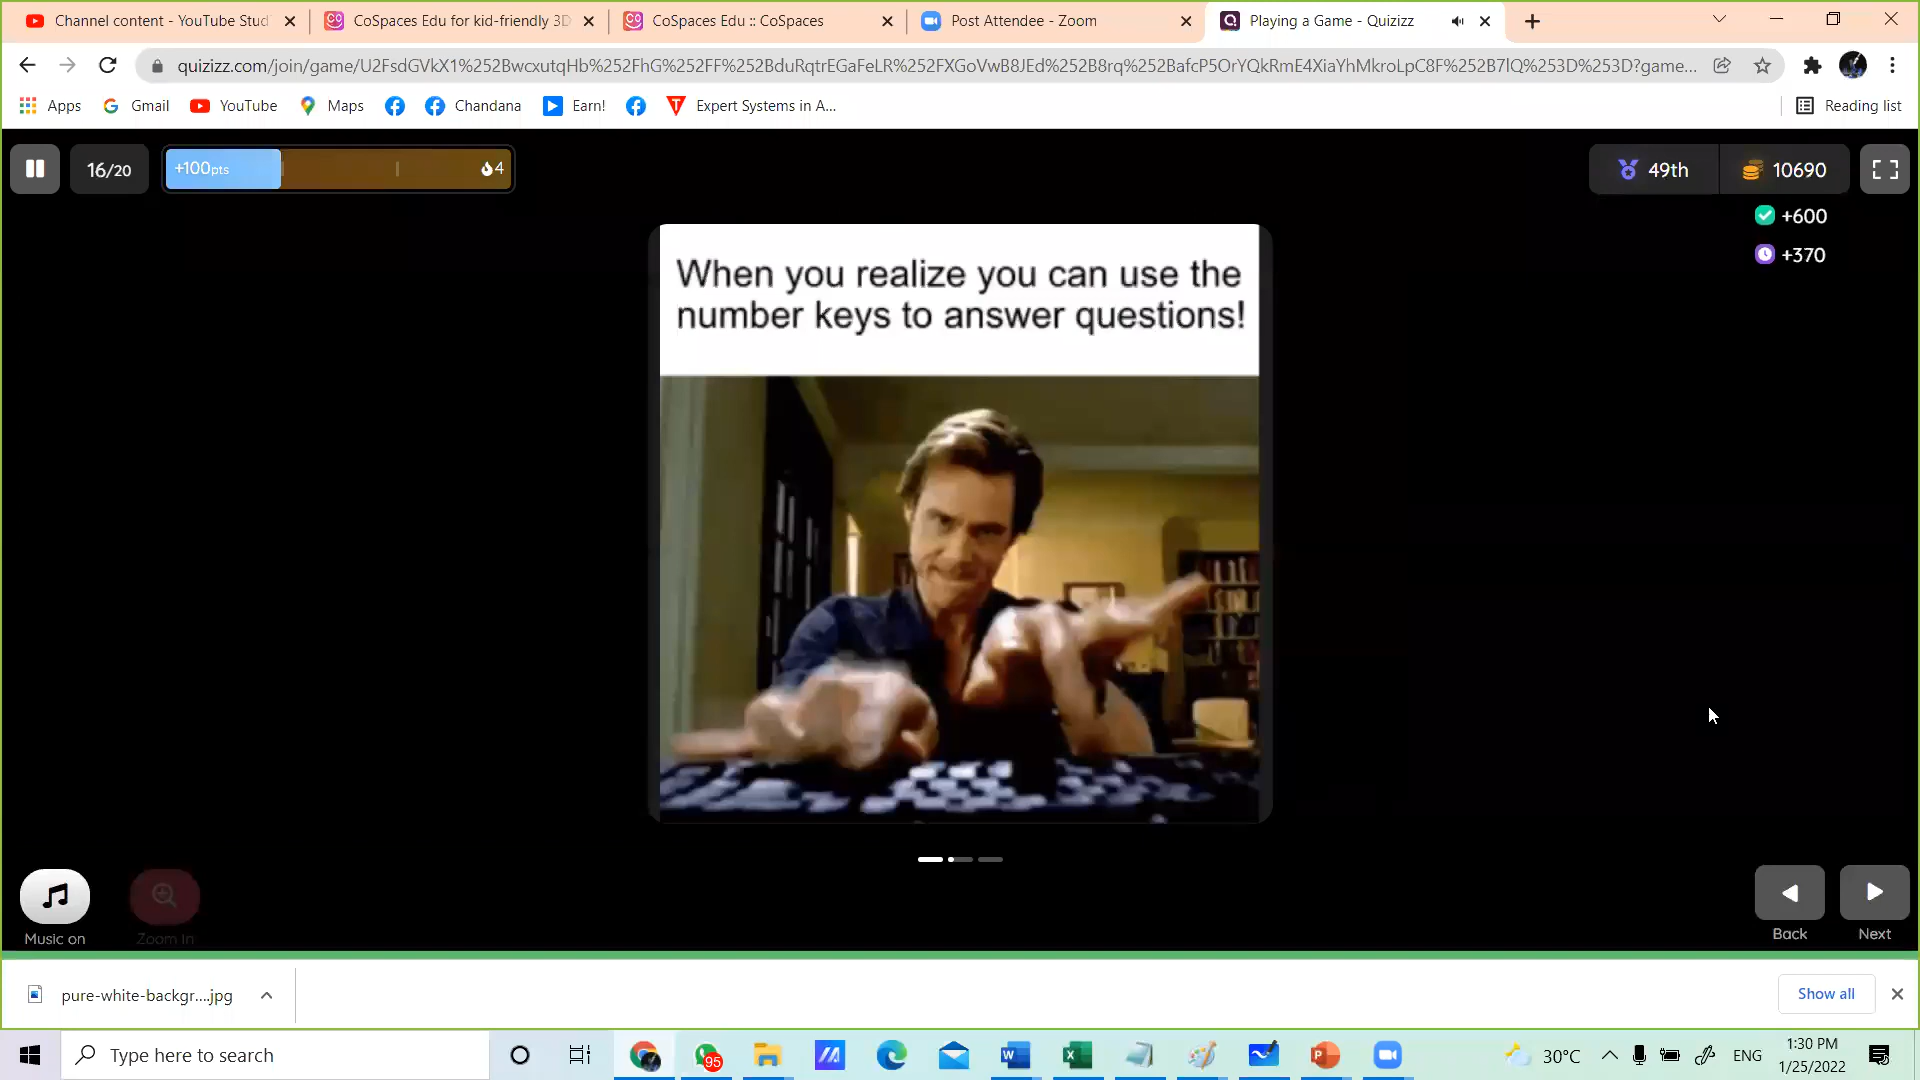 Channel content - YouTube Stud
CoSpaces Edu for kid-friendly 3D
CoSpaces Edu :: CoSpaces
Post Attendee - Zoom
Playing a Game - Quizizz
quizizz.com/join/game/U2FsdGVkX1%252BwcxutqHb%252FhG%252FF%252BduRqtrEGaFeLR%252FXGoVwB8JEd%252B8rq%252BafcP5OrYQkRmE4XiaYhMkroLpC8F%252B7lQ%253D%253D?game...
Apps
Gmail
YouTube
Maps
Chandana
Earn!
Expert Systems in A...
Reading list
16/20
+100pts
4
49th
10690
+600
+370
When you realize you can use the
number keys to answer questions!
Music on
Zoom In
Back
Next
pure-white-backgr....jpg
Show all
Type here to search
95
30°C
ENG
1:30 PM
1/25/2022